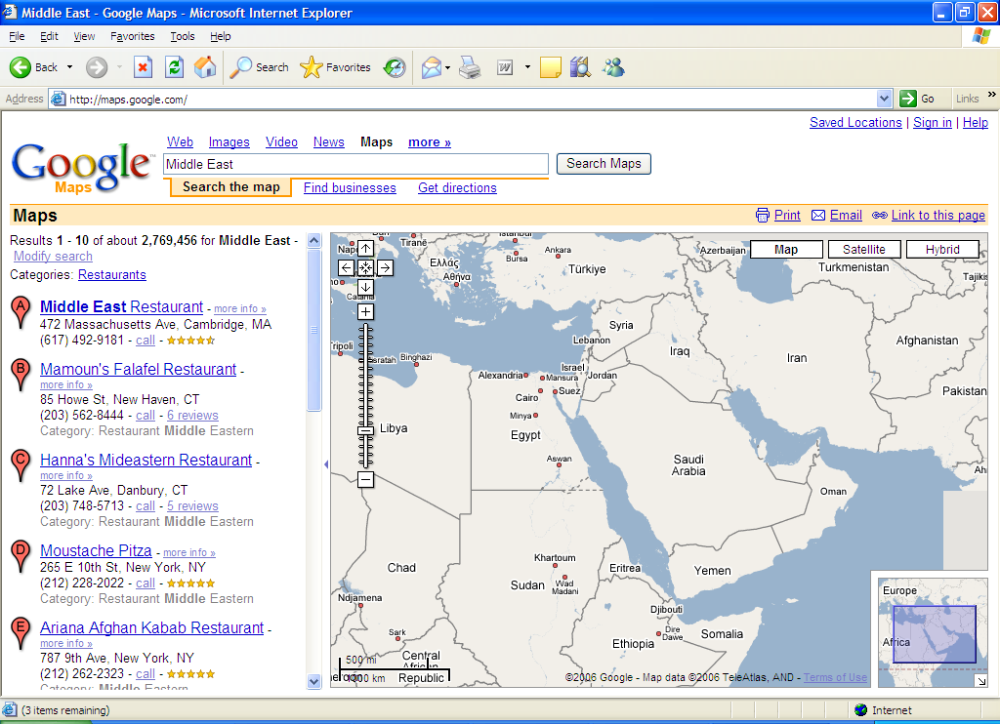 Middle East - Google Maps - Microsoft Internet Explorer
File Edit View Favorites Tools Help
Back Search Favorites
Address http://maps.google.com/ Go Links »
Saved Locations | Sign in | Help
Web Images Video News Maps more »
Google Maps
Middle East Search Maps
Search the map Find businesses Get directions
Maps Print Email Link to this page
Results 1 - 10 of about 2,769,456 for Middle East -
Modify search
Categories: Restaurants
A Middle East Restaurant - more info »
472 Massachusetts Ave, Cambridge, MA
(617) 492-9181 - call -
B Mamoun's Falafel Restaurant -
more info »
85 Howe St, New Haven, CT
(203) 562-8444 - call - 6 reviews
Category: Restaurant Middle Eastern
C Hanna's Mideastern Restaurant -
more info »
72 Lake Ave, Danbury, CT
(203) 748-5713 - call - 5 reviews
Category: Restaurant Middle Eastern
D Moustache Pitza - more info »
265 E 10th St, New York, NY
(212) 228-2022 - call -
Category: Restaurant Middle Eastern
E Ariana Afghan Kabab Restaurant -
more info »
787 9th Ave, New York, NY
(212) 262-2323 - call -
Category: Restaurant Middle Eastern
Map Satellite Hybrid
Tiranë
Istanbul
Bursa
Ankara
Azerbaijan
Ελλάς
Αθήνα
Türkiye
Turkmenistan
Tajikis
Catania
Syria
Lebanon
Iraq
Iran
Afghanistan
Tripoli
Misratah
Binghazi
Israel
Jordan
Alexandria
Mansura
Pakistan
Cairo
Suez
Minya
Libya
Egypt
Aswan
Saudi
Arabia
Oman
Ah
Chad
Khartoum
Sudan
Wad
Madani
Eritrea
Yemen
Ndjamena
Djibouti
Dire
Dawa
Sark
Ethiopia
Somalia
Central
African
Republic
500 mi
1000 km
Europe
Africa
©2006 Google - Map data ©2006 TeleAtlas, AND - Terms of Use
(3 items remaining) Internet